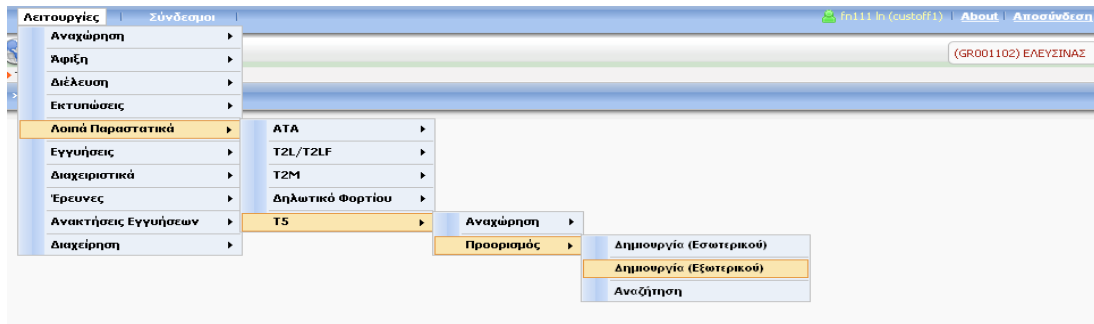 Λειτουργίες | Σύνδεσμοι | fn111 ln (custoff1) | About | Αποσύνδεση
Αναχώρηση
(GR001102) ΕΛΕΥΣΙΝΑΣ
Άφιξη
Διέλευση
Εκτυπώσεις
Λοιπά Παραστατικά
ATA
Εγγυήσεις
T2L/T2LF
Διαχειριστικά
T2M
Έρευνες
Δηλωτικό Φορτίου
Ανακτήσεις Εγγυήσεων
T5
Αναχώρηση
Διαχείρηση
Προορισμός
Δημιουργία (Εσωτερικού)
Δημιουργία (Εξωτερικού)
Αναζήτηση